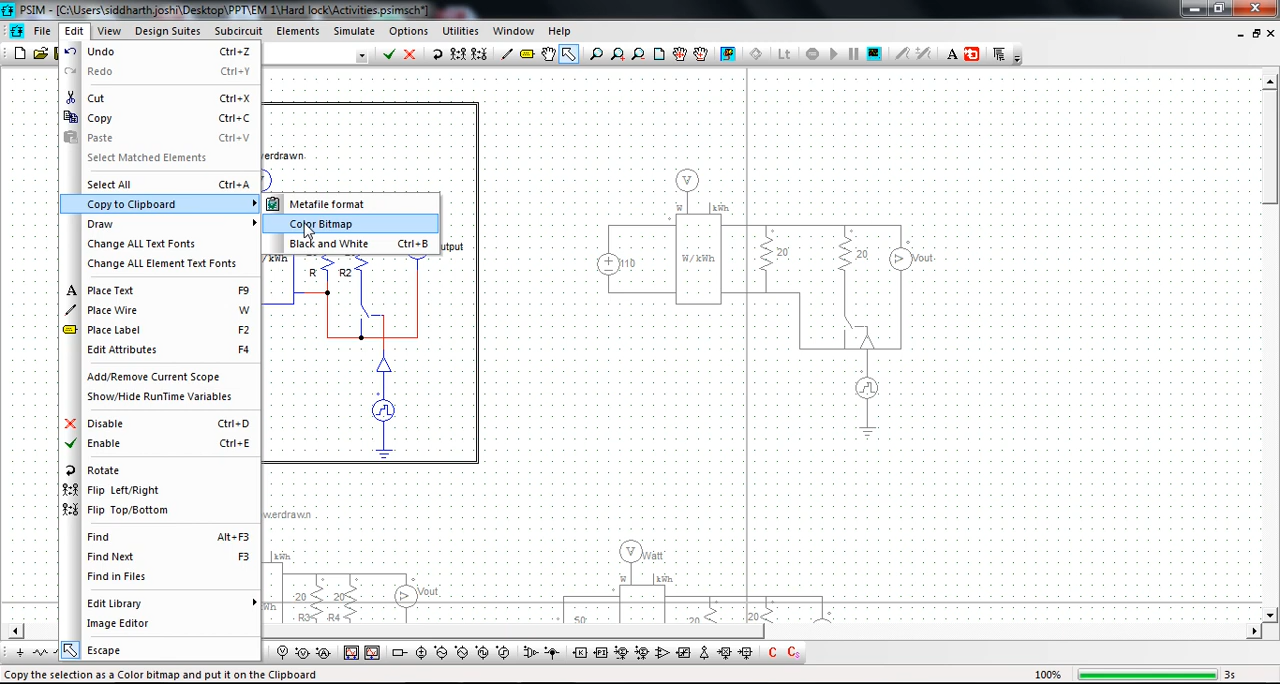 PSIM - [C:\Users\siddharth.joshi\Desktop\PPT\EM 1\Hard lock\Activities.psimsch*]
File Edit View Design Suites Subcircuit Elements Simulate Options Utilities Window Help
Lt A
Undo Ctrl+Z
Redo Ctrl+Y
Cut Ctrl+X
Copy Ctrl+C
Paste Ctrl+V
Select Matched Elements
Select All Ctrl+A
Copy to Clipboard
Draw
Change ALL Text Fonts
Change ALL Element Text Fonts
Place Text F9
Place Wire W
Place Label F2
Edit Attributes F4
Add/Remove Current Scope
Show/Hide RunTime Variables
Disable Ctrl+D
Enable Ctrl+E
Rotate
Flip Left/Right
Flip Top/Bottom
Find Alt+F3
Find Next F3
Find in Files
Edit Library
Image Editor
Escape
Metafile format
Color Bitmap
Black and White Ctrl+B
erdrawn
utput
kWh
R R2
V
W kWh
110
W/kWh
20
20
Vout
werdrawn
kWh
20 20
R3 R4
Vout
V Watt
W kWh
50
20 20
K PI C Cs
Copy the selection as a Color bitmap and put it on the Clipboard
100% 3s